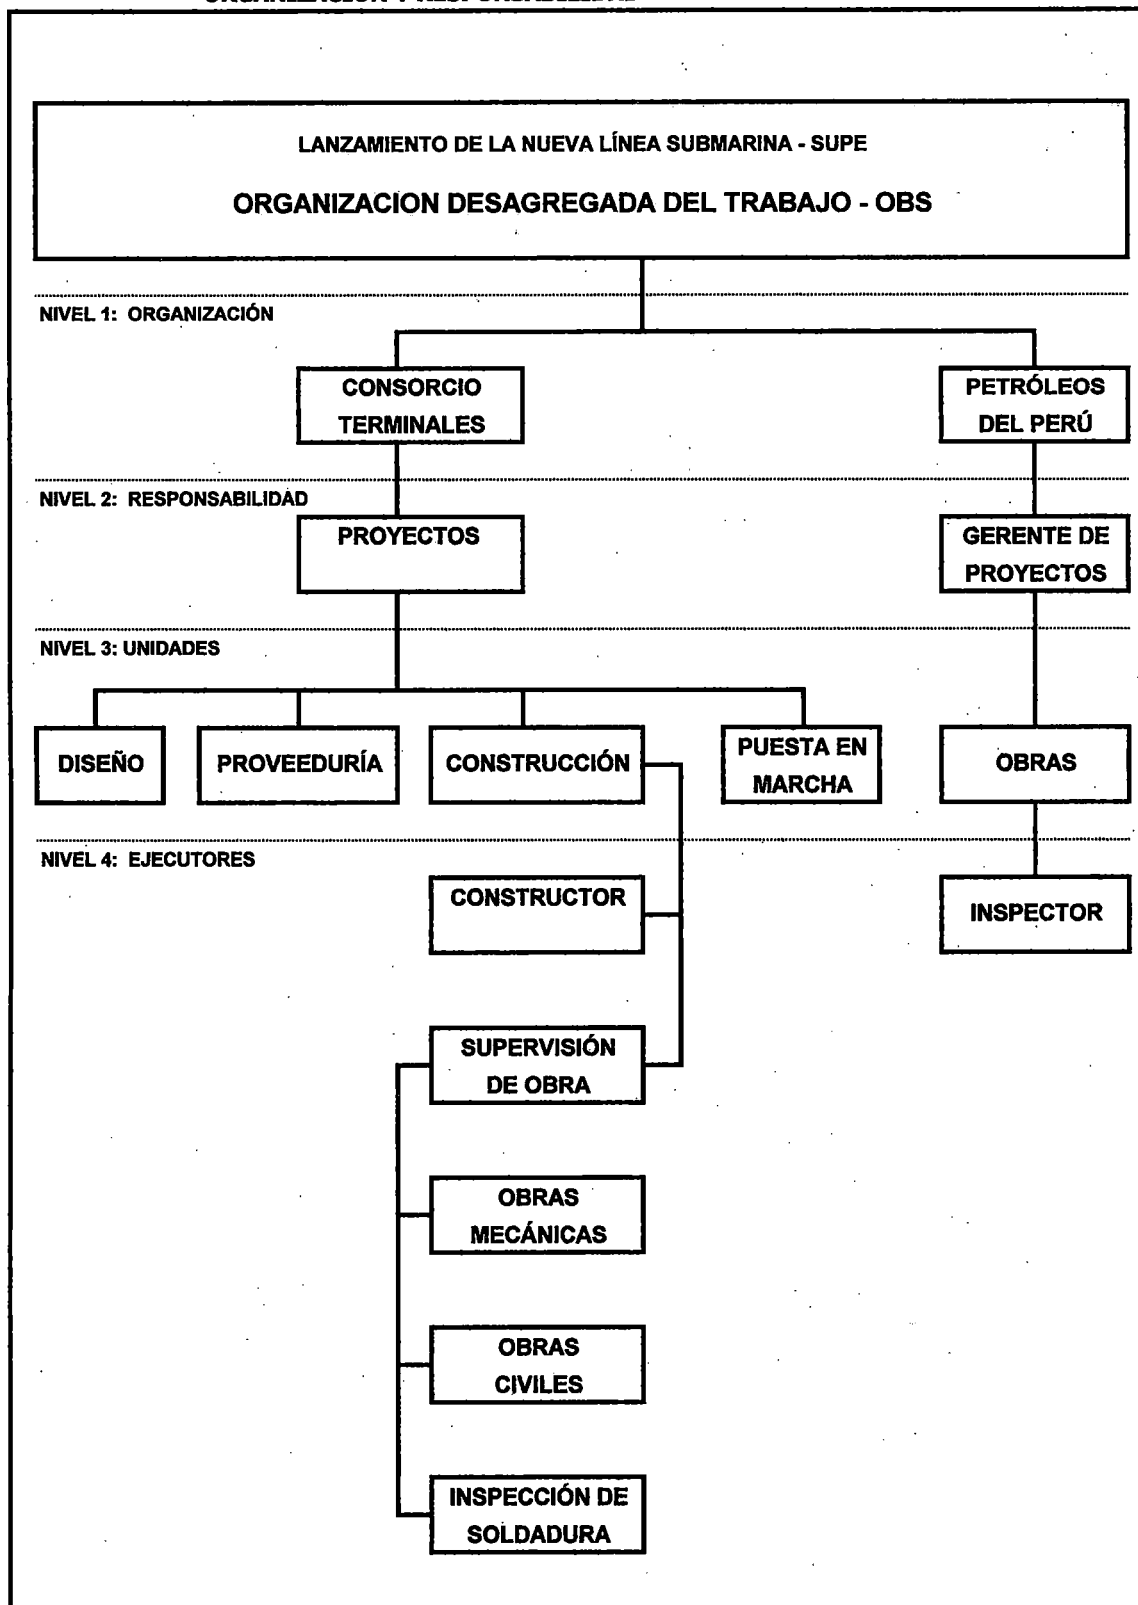 LANZAMIENTO DE LA NUEVA LÍNEA SUBMARINA - SUPE
ORGANIZACION DESAGREGADA DEL TRABAJO - OBS
NIVEL 1: ORGANIZACIÓN
CONSORCIO
TERMINALES
PETRÓLEOS
DEL PERÚ
NIVEL 2: RESPONSABILIDAD
PROYECTOS
GERENTE DE
PROYECTOS
NIVEL 3: UNIDADES
DISEÑO
PROVEEDURÍA
CONSTRUCCIÓN
PUESTA EN
MARCHA
OBRAS
NIVEL 4: EJECUTORES
CONSTRUCTOR
INSPECTOR
SUPERVISIÓN
DE OBRA
OBRAS
MECÁNICAS
OBRAS
CIVILES
INSPECCIÓN DE
SOLDADURA